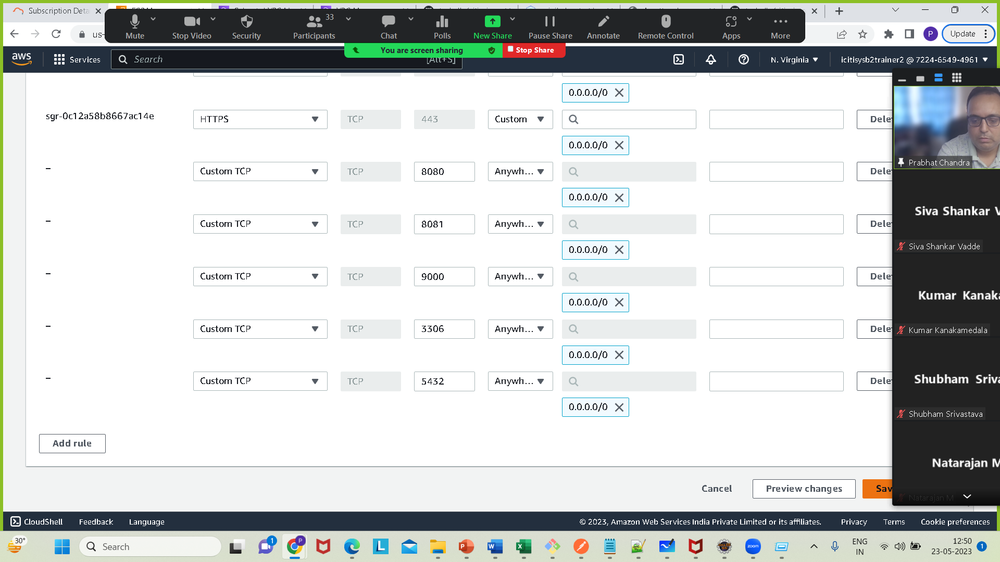 Subscription Deta
Mute
Stop Video
Security
33
Participants
Chat
Polls
New Share
Pause Share
Annotate
Remote Control
Apps
More
You are screen sharing
Stop Share
us-
P
Update
aws
Services
Search
[Alt+S]
N. Virginia
icitisysb2trainer2 @ 7224-6549-4961
0.0.0.0/0
sgr-0c12a58b8667ac14e
HTTPS
TCP
443
Custom
Dele
0.0.0.0/0
–
Custom TCP
TCP
8080
Anywh...
Dele
0.0.0.0/0
–
Custom TCP
TCP
8081
Anywh...
Dele
0.0.0.0/0
–
Custom TCP
TCP
9000
Anywh...
Dele
0.0.0.0/0
–
Custom TCP
TCP
3306
Anywh...
Dele
0.0.0.0/0
–
Custom TCP
TCP
5432
Anywh...
Dele
0.0.0.0/0
Add rule
Cancel
Preview changes
Sav
Prabhat Chandra
Siva Shankar V
Siva Shankar Vadde
Kumar Kanaka
Kumar Kanakamedala
Shubham Sriva
Shubham Srivastava
Natarajan M
Natarajan M
CloudShell
Feedback
Language
© 2023, Amazon Web Services India Private Limited or its affiliates.
Privacy
Terms
Cookie preferences
30°
Search
1
P
L
zoom
ENG
IN
12:50
23-05-2023
1